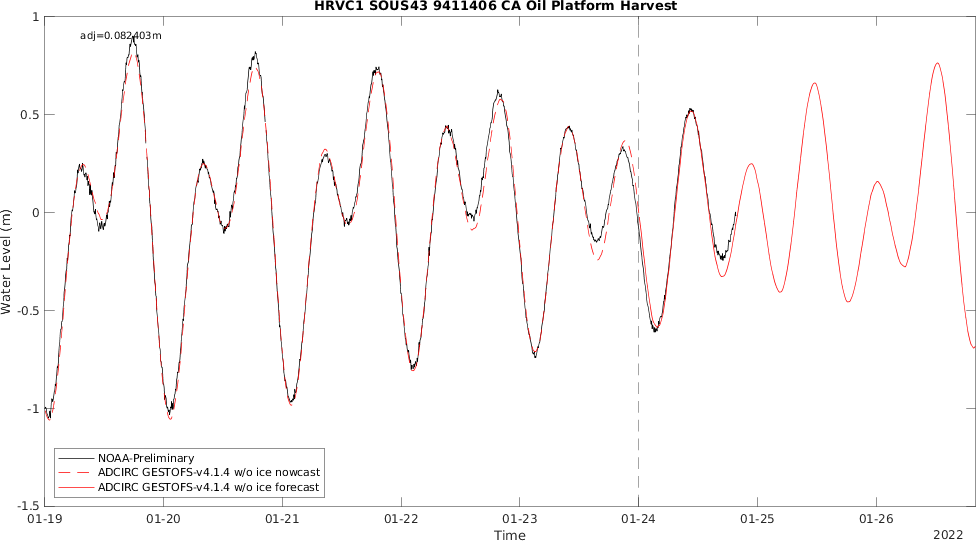 HRVC1 SOUS43 9411406 CA Oil Platform Harvest
adj=0.082403m
1
0.5
0
-0.5
-1
-1.5
Water Level (m)
NOAA-Preliminary
ADCIRC GESTOFS-v4.1.4 w/o ice nowcast
ADCIRC GESTOFS-v4.1.4 w/o ice forecast
01-19 01-20 01-21 01-22 01-23 01-24 01-25 01-26
Time
2022